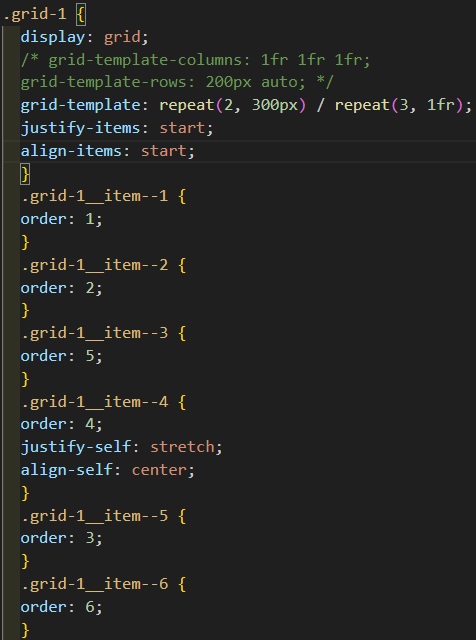 .grid-1 {
display: grid;
/* grid-template-columns: 1fr 1fr 1fr;
grid-template-rows: 200px auto; */
grid-template: repeat(2, 300px) / repeat(3, 1fr);
justify-items: start;
align-items: start;
}
.grid-1__item--1 {
order: 1;
}
.grid-1__item--2 {
order: 2;
}
.grid-1__item--3 {
order: 5;
}
.grid-1__item--4 {
order: 4;
justify-self: stretch;
align-self: center;
}
.grid-1__item--5 {
order: 3;
}
.grid-1__item--6 {
order: 6;
}